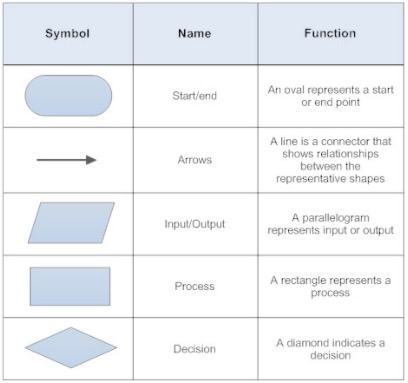 Symbol
Name
Function
Start/end
An oval represents a start
or end point
Arrows
A line is a connector that
shows relationships
between the
representative shapes
Input/Output
A parallelogram
represents input or output
Process
A rectangle represents a
process
Decision
A diamond indicates a
decision